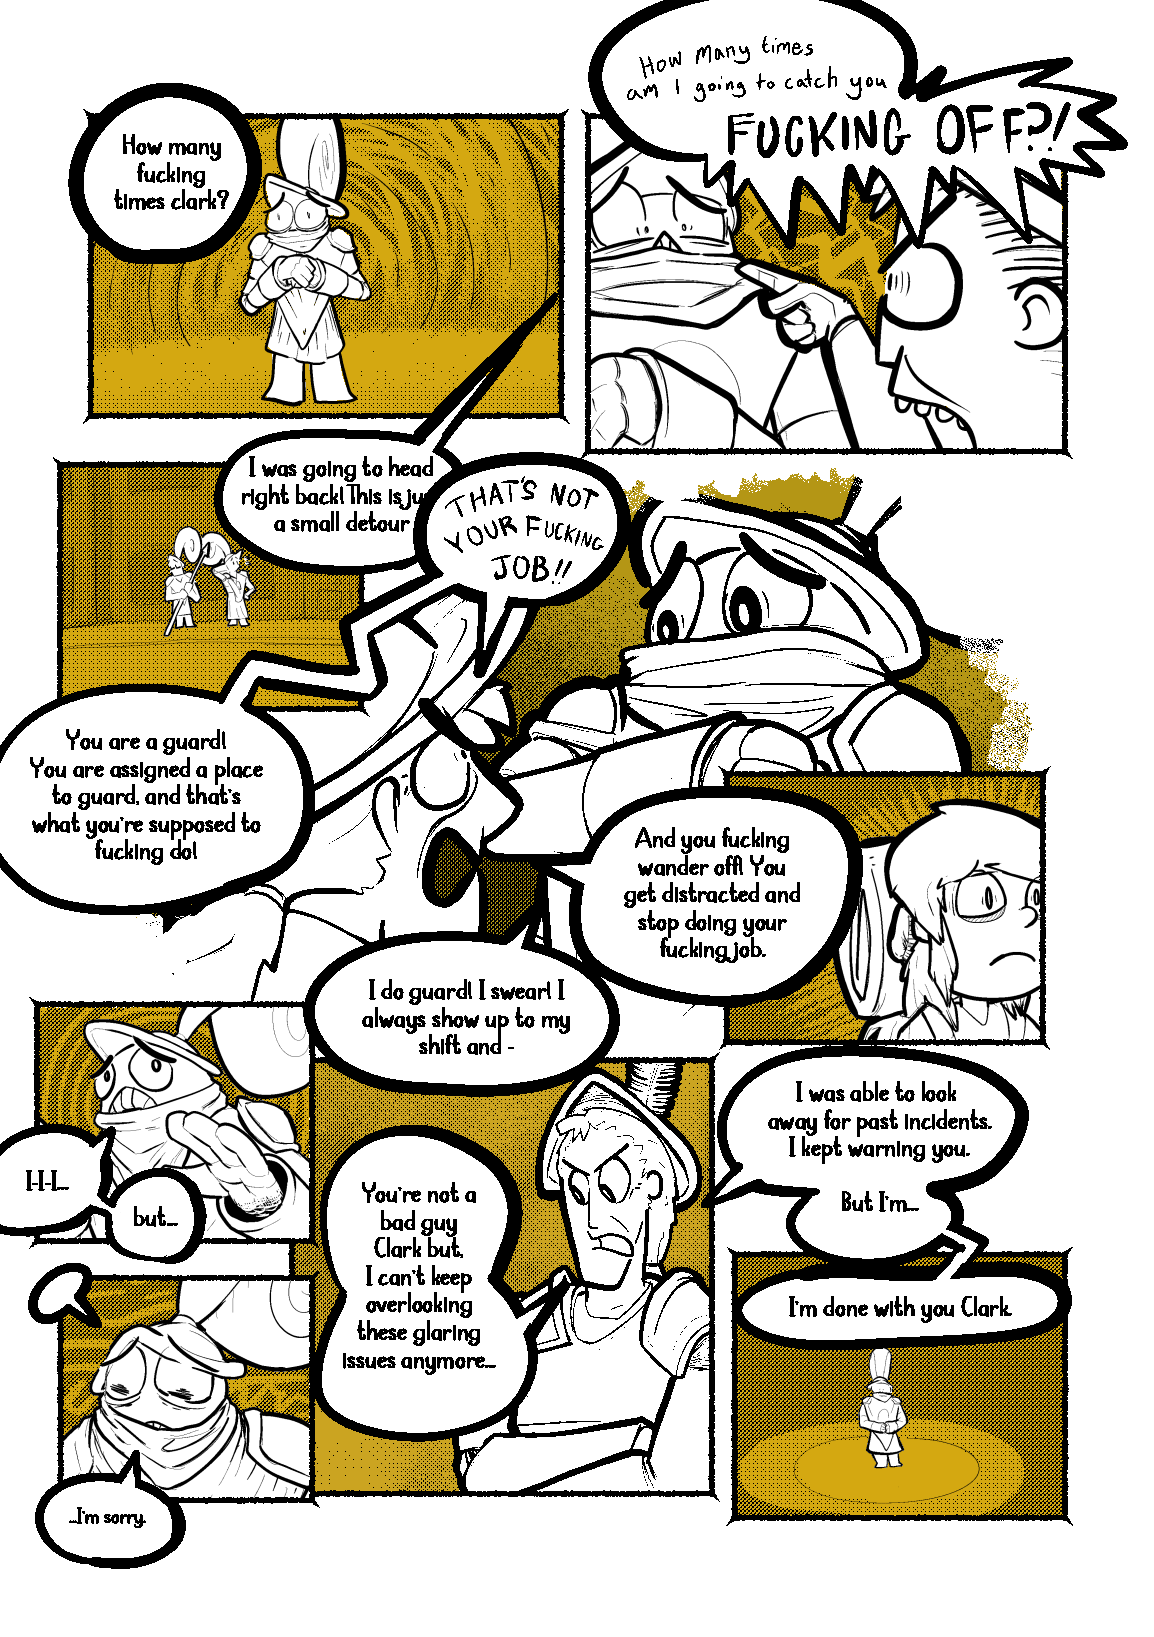 How many
fucking
times clark?
How many times
am I going to catch you
FUCKING OFF?!
I was going to head
right back! This is ju
a small detour
THAT'S NOT
YOUR FUCKING
JOB!!
You are a guard!
You are assigned a place
to guard, and that's
what you're supposed to
fucking do!
And you fucking
wander off! You
get distracted and
stop doing your
fucking job.
I do guard! I swear! I
always show up to my
shift and -
I-I-I...
but...
You're not a
bad guy
Clark but,
I can't keep
overlooking
these glaring
issues anymore...
I was able to look
away for past incidents.
I kept warning you.
But I'm...
I'm done with you Clark.
...I'm sorry.